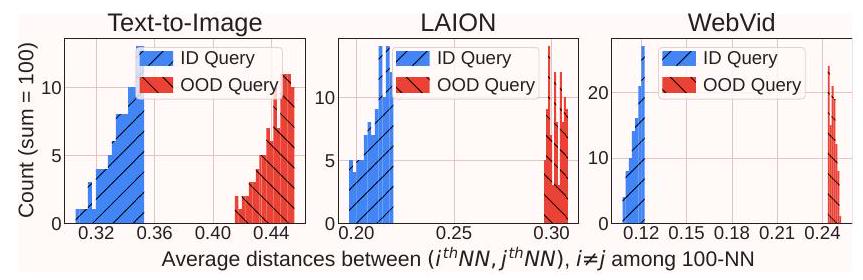 Text-to-Image LAION WebVid
Count (sum = 100)
10
5
0
ID Query
OOD Query
0.32 0.36 0.40 0.44
10
5
0
ID Query
OOD Query
0.20 0.25 0.30
20
10
0
ID Query
OOD Query
0.12 0.15 0.18 0.21 0.24
Average distances between (i^{th}NN, j^{th}NN), i≠j among 100-NN